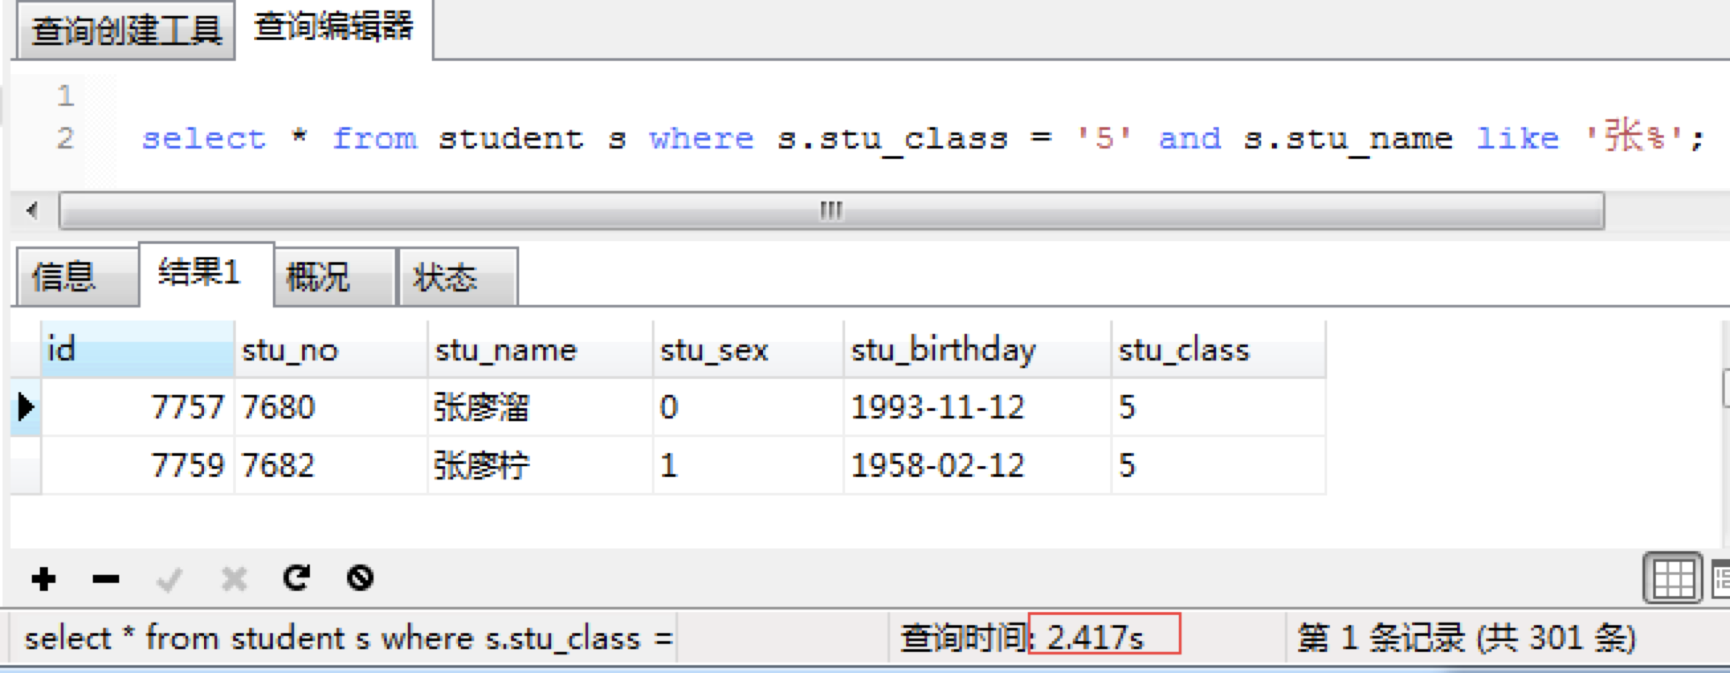 查询创建工具 查询编辑器
1
2 select * from student s where s.stu_class = '5' and s.stu_name like '张%';
信息 结果1 概况 状态
id stu_no stu_name stu_sex stu_birthday stu_class
7757 7680 张廖溜 0 1993-11-12 5
7759 7682 张廖柠 1 1958-02-12 5
select * from student s where s.stu_class = 查询时间: 2.417s 第 1 条记录 (共 301 条)